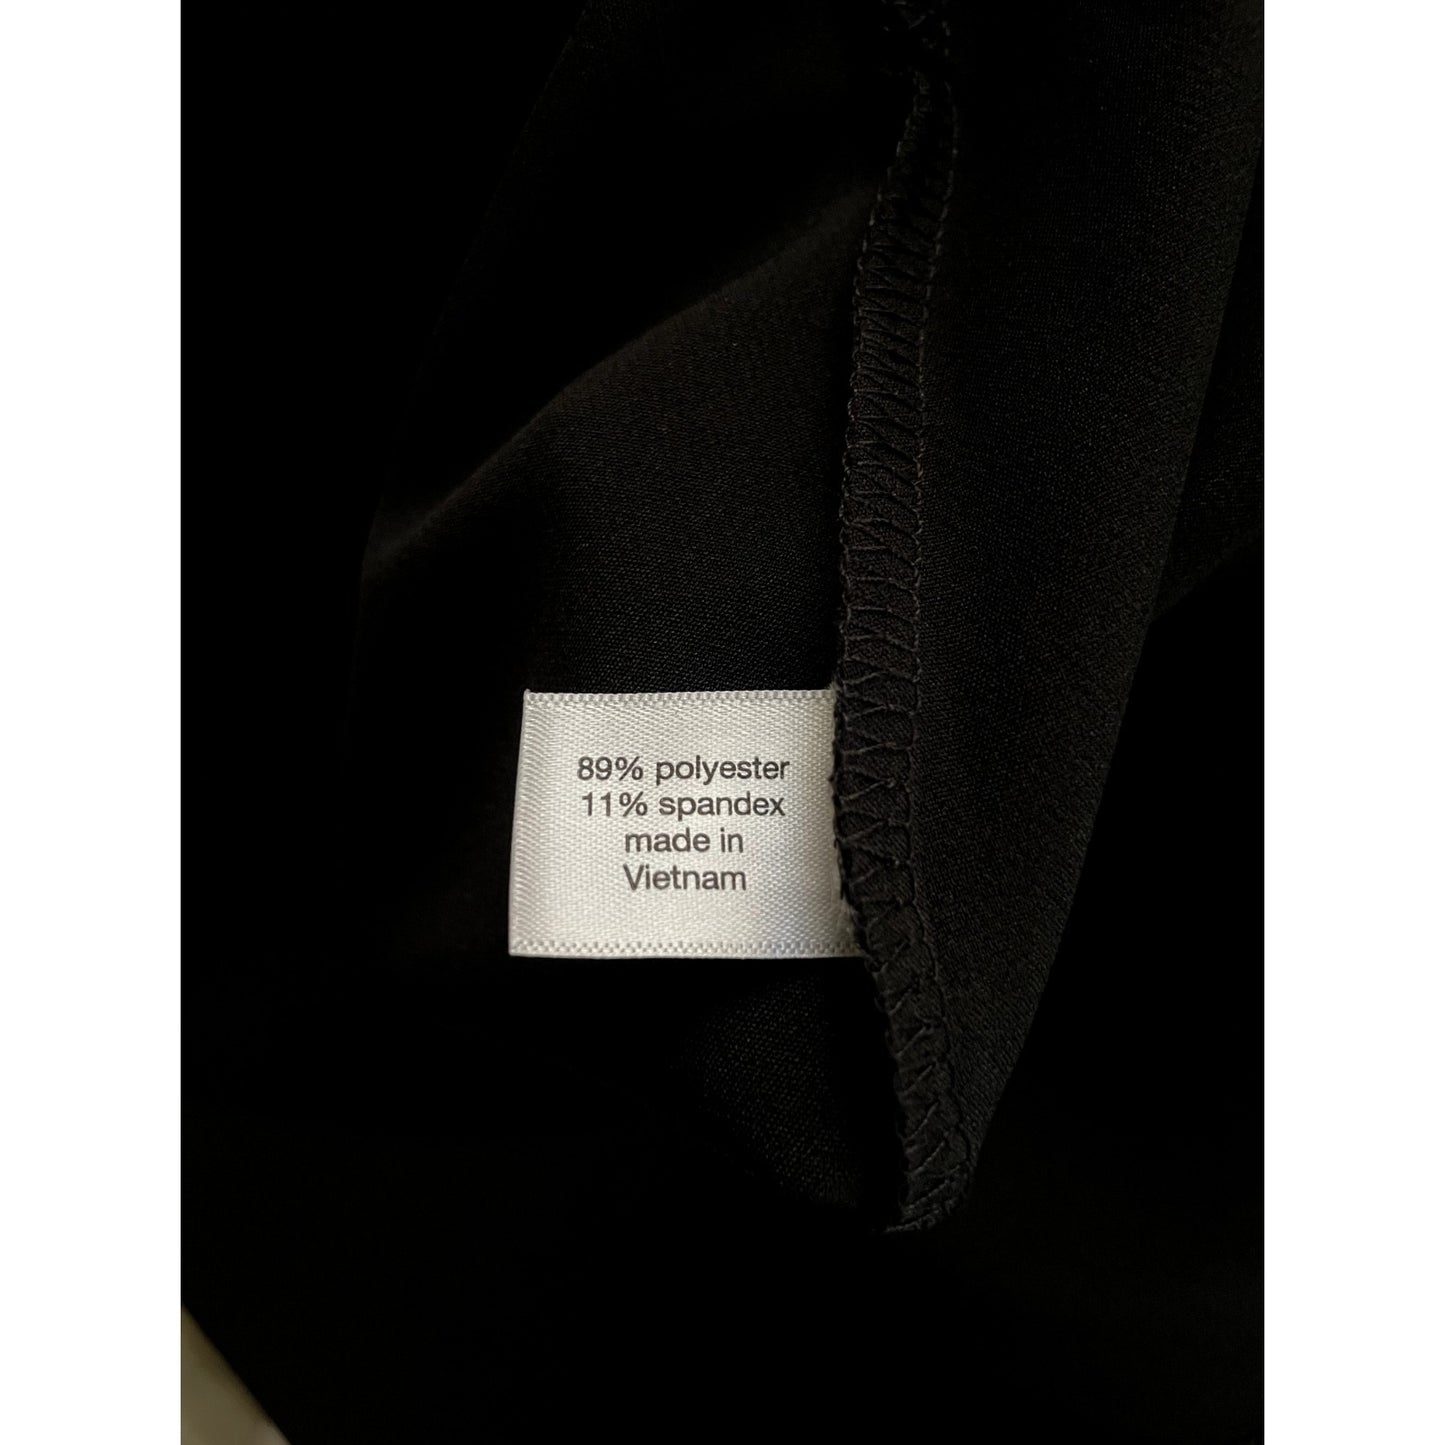 89% polyester
11% spandex
made in
Vietnam